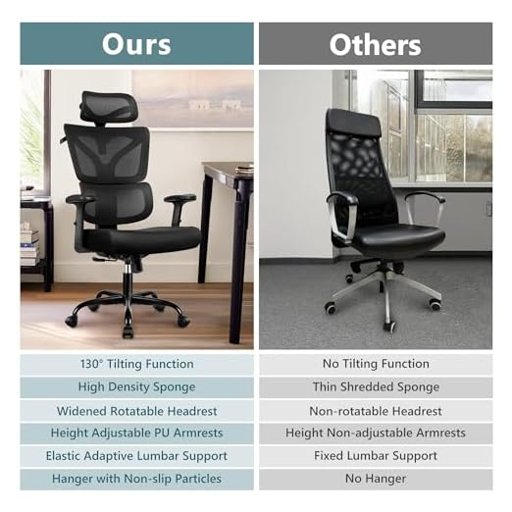 Ours
Others
130° Tilting Function
No Tilting Function
High Density Sponge
Thin Shredded Sponge
Widened Rotatable Headrest
Non-rotatable Headrest
Height Adjustable PU Armrests
Height Non-adjustable Armrests
Elastic Adaptive Lumbar Support
Fixed Lumbar Support
Hanger with Non-slip Particles
No Hanger